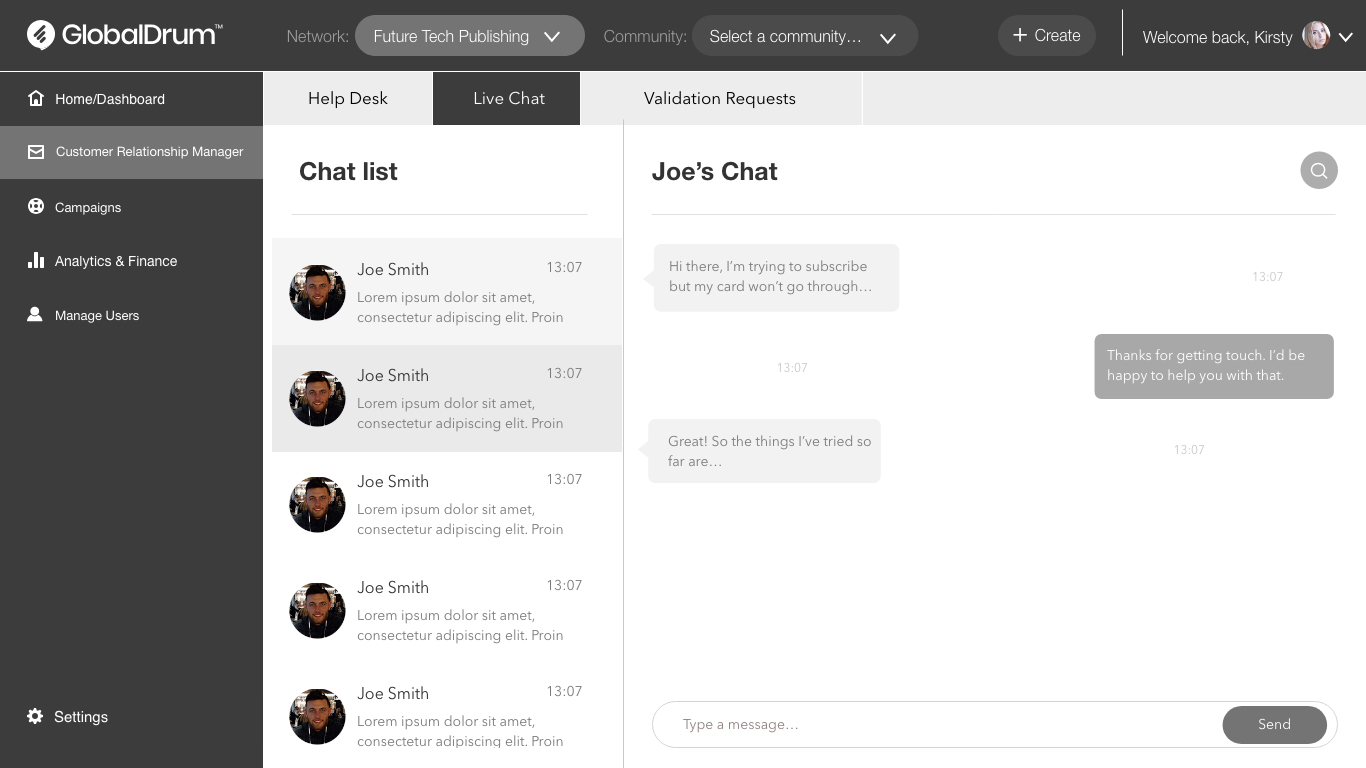 GlobalDrum™
Network:
Future Tech Publishing
Community:
Select a community...
+ Create
Welcome back, Kirsty
Home/Dashboard
Customer Relationship Manager
Campaigns
Analytics & Finance
Manage Users
Settings
Help Desk
Live Chat
Validation Requests
Chat list
Joe Smith
13:07
Lorem ipsum dolor sit amet,
consectetur adipiscing elit. Proin
Joe Smith
13:07
Lorem ipsum dolor sit amet,
consectetur adipiscing elit. Proin
Joe Smith
13:07
Lorem ipsum dolor sit amet,
consectetur adipiscing elit. Proin
Joe Smith
13:07
Lorem ipsum dolor sit amet,
consectetur adipiscing elit. Proin
Joe Smith
13:07
Lorem ipsum dolor sit amet,
consectetur adipiscing elit. Proin
Joe’s Chat
Hi there, I’m trying to subscribe
but my card won’t go through…
13:07
Thanks for getting touch. I’d be
happy to help you with that.
13:07
Great! So the things I’ve tried so
far are…
13:07
Type a message…
Send